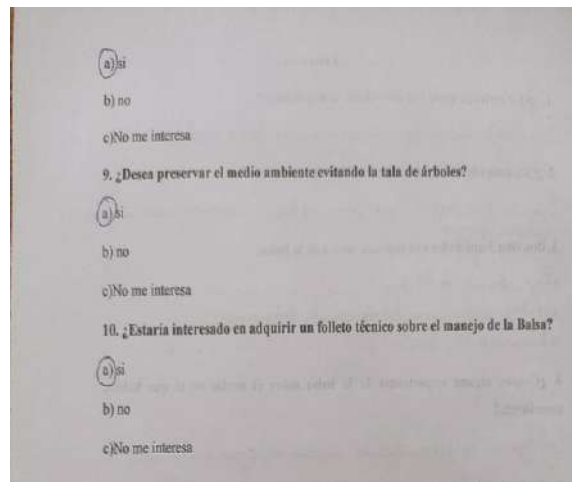 a) si
b) no
c)No me interesa
9. ¿Desea preservar el medio ambiente evitando la tala de árboles?
a) si
b) no
c)No me interesa
10. ¿Estaría interesado en adquirir un folleto técnico sobre el manejo de la Balsa?
a) si
b) no
c)No me interesa